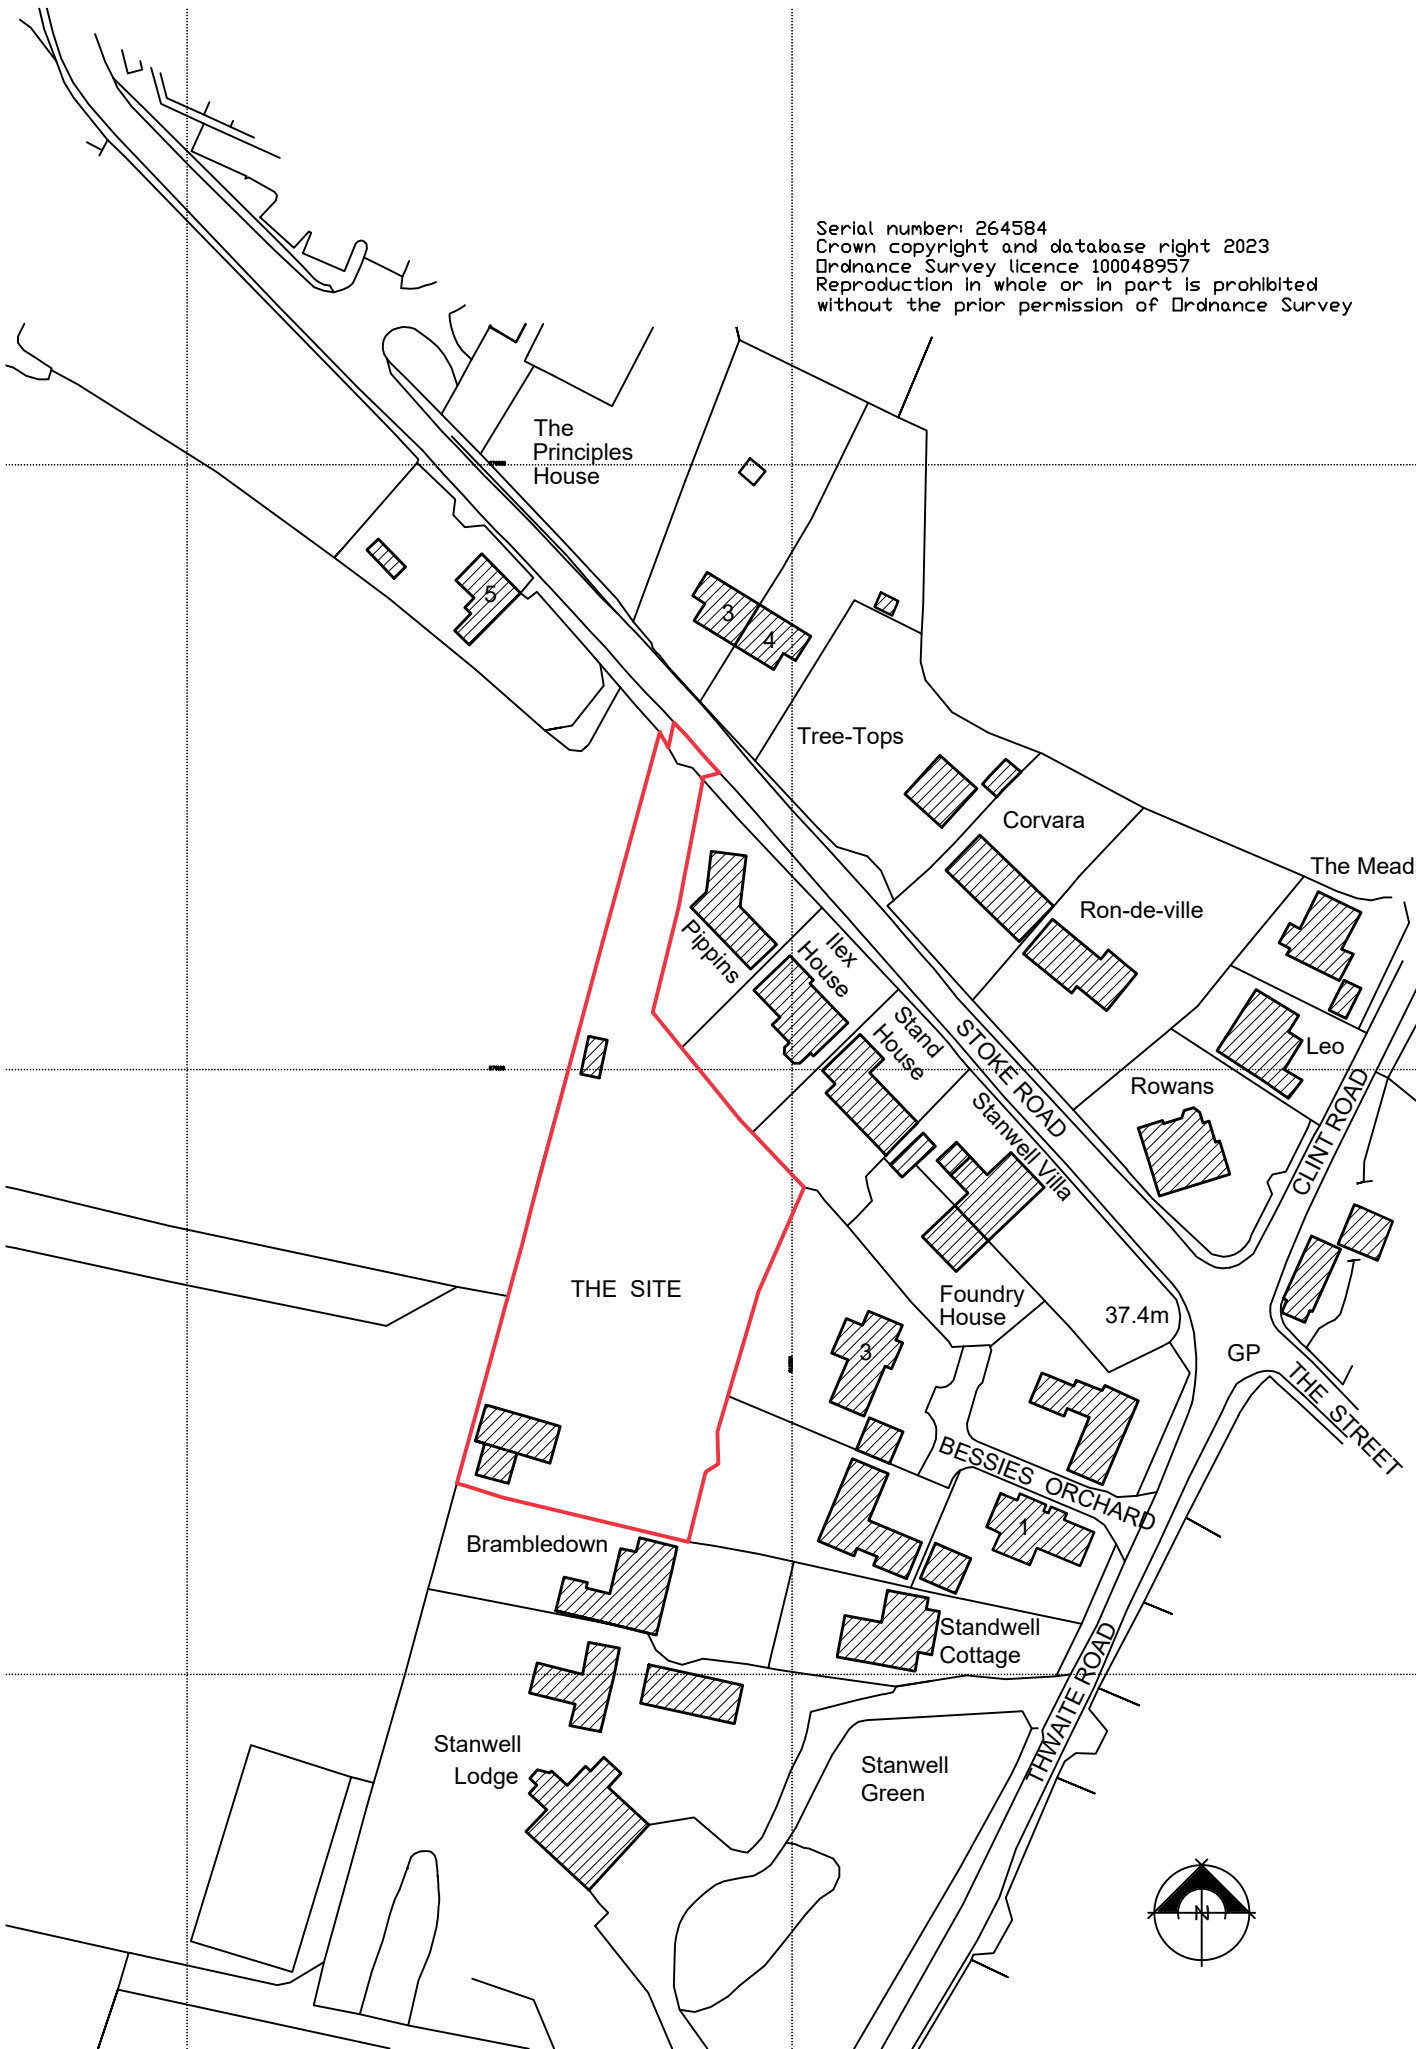 Serial number: 264584
Crown copyright and database right 2023
Ordnance Survey licence 100048957
Reproduction in whole or in part is prohibited
without the prior permission of Ordnance Survey
The
Principles
House
5
3
4
Tree-Tops
Corvara
The Meads
Ron-de-ville
Pippins
Ilex
House
Stand
House
STOKE ROAD
Leo
Rowans
CLINT ROAD
Stanwell Villa
THE SITE
Foundry
House
37.4m
3
GP
THE STREET
BESSIES ORCHARD
1
Brambledown
Standwell
Cottage
THWAITE ROAD
Stanwell
Lodge
Stanwell
Green
N